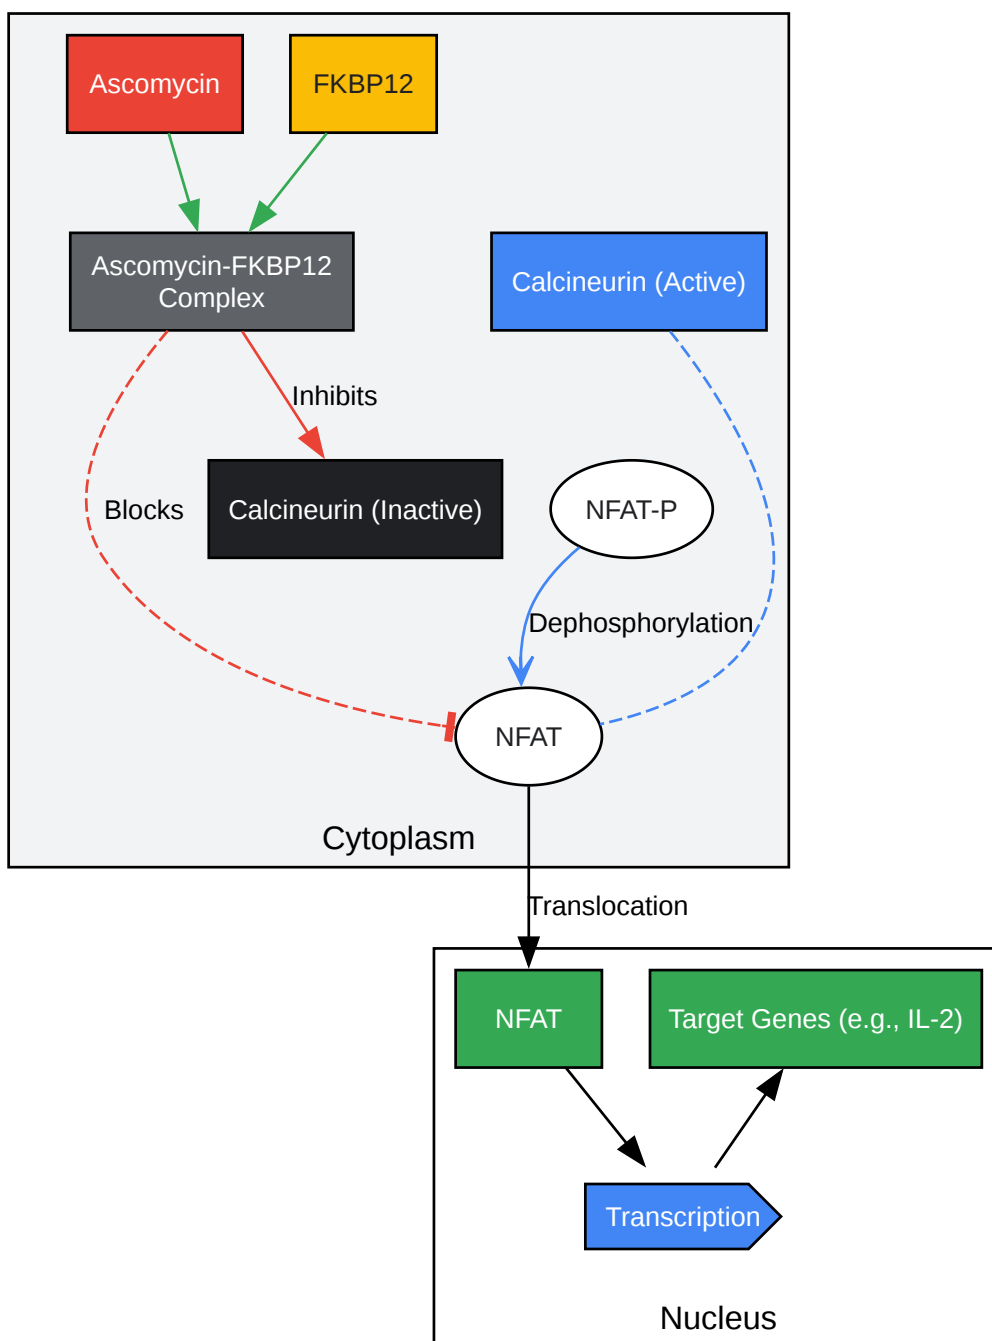 Ascomycin
FKBP12
Ascomycin-FKBP12
Complex
Calcineurin (Active)
Inhibits
Blocks
Calcineurin (Inactive)
NFAT-P
Dephosphorylation
NFAT
Cytoplasm
Translocation
NFAT
Target Genes (e.g., IL-2)
Transcription
Nucleus